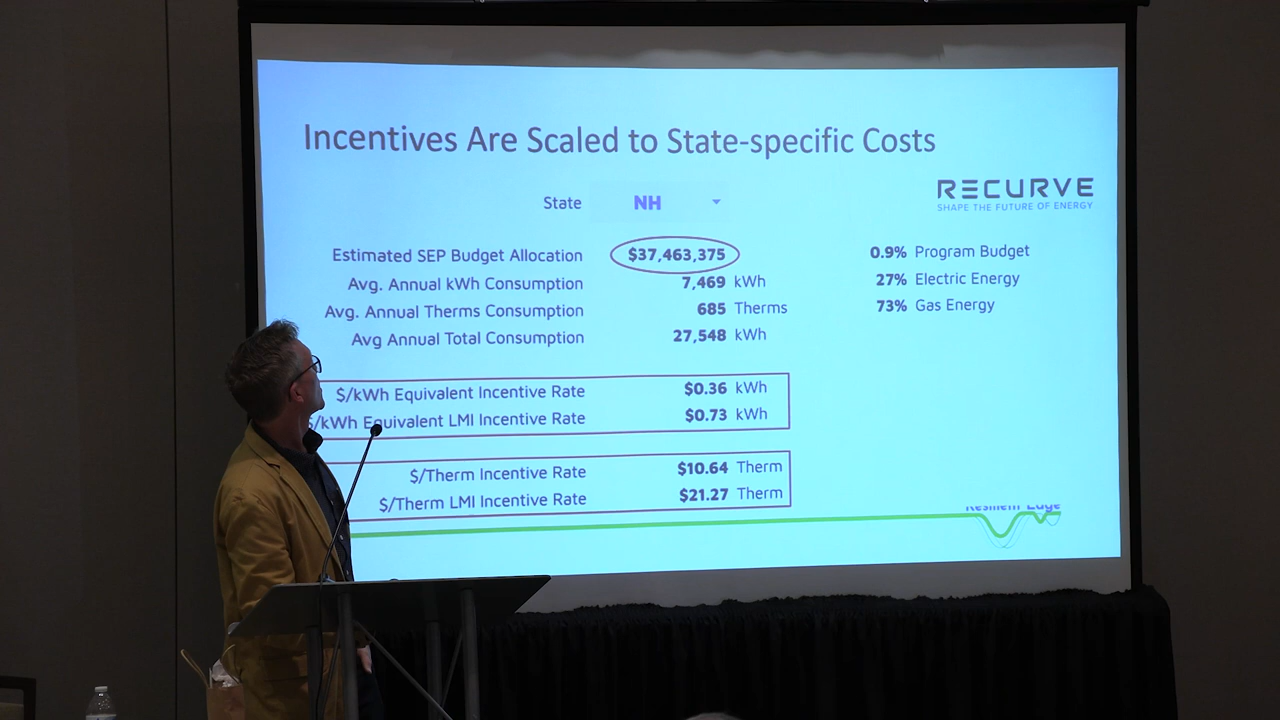 Incentives Are Scaled to State-specific Costs
RECURVE
SHAPE THE FUTURE OF ENERGY
State NH
Estimated SEP Budget Allocation $37,463,375
Avg. Annual kWh Consumption 7,469 kWh
Avg. Annual Therms Consumption 685 Therms
Avg Annual Total Consumption 27,548 kWh
0.9% Program Budget
27% Electric Energy
73% Gas Energy
$/kWh Equivalent Incentive Rate $0.36 kWh
$/kWh Equivalent LMI Incentive Rate $0.73 kWh
$/Therm Incentive Rate $10.64 Therm
$/Therm LMI Incentive Rate $21.27 Therm
Resilient Edge